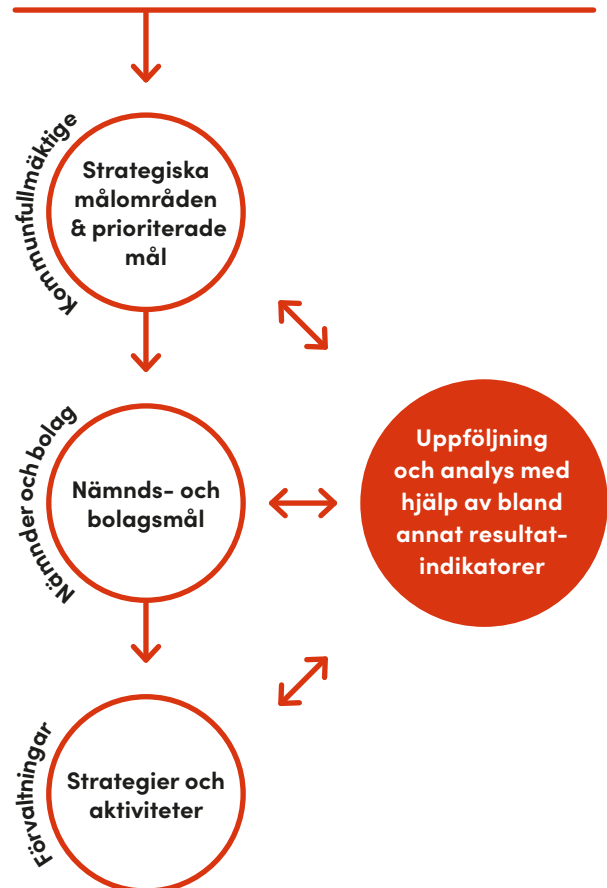 Kommunfullmäktige
Strategiska
målområden
& prioriterade
mål
Nämnder och bolag
Nämnds- och
bolagsmål
Uppföljning
och analys med
hjälp av bland
annat resultat-
indikatorer
Förvaltningar
Strategier och
aktiviteter